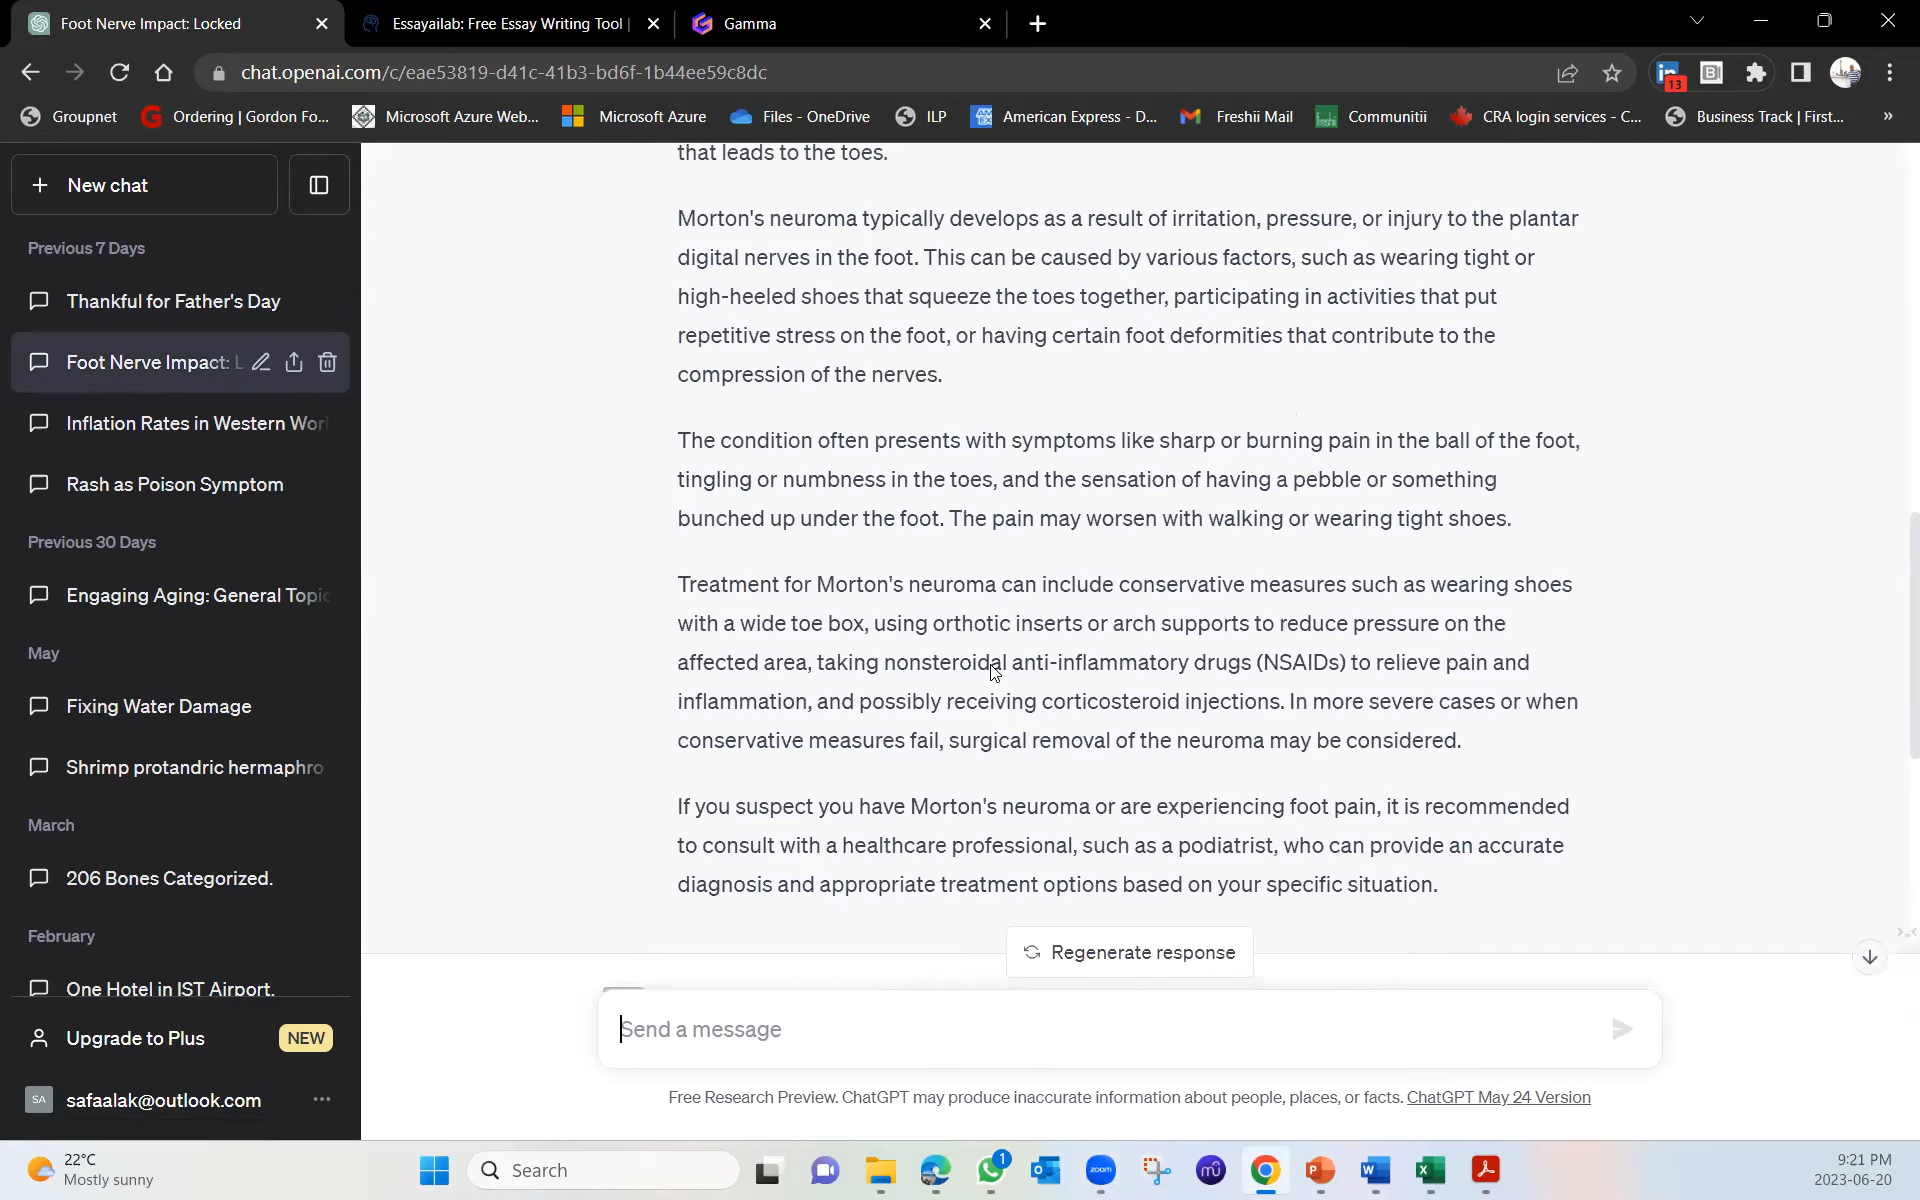 Foot Nerve Impact: Locked
Essayailab: Free Essay Writing Tool |
Gamma
chat.openai.com/c/eae53819-d41c-41b3-bd6f-1b44ee59c8dc
13
Groupnet
Ordering | Gordon Fo...
Microsoft Azure Web...
Microsoft Azure
Files - OneDrive
ILP
American Express - D...
Freshii Mail
Communitii
CRA login services - C...
Business Track | First...
»
New chat
Previous 7 Days
Thankful for Father's Day
Foot Nerve Impact: L
Inflation Rates in Western Worl
Rash as Poison Symptom
Previous 30 Days
Engaging Aging: General Topic
May
Fixing Water Damage
Shrimp protandric hermaphro
March
206 Bones Categorized.
February
One Hotel in IST Airport.
Upgrade to Plus
NEW
SA
safaalak@outlook.com
that leads to the toes.
Morton's neuroma typically develops as a result of irritation, pressure, or injury to the plantar
digital nerves in the foot. This can be caused by various factors, such as wearing tight or
high-heeled shoes that squeeze the toes together, participating in activities that put
repetitive stress on the foot, or having certain foot deformities that contribute to the
compression of the nerves.
The condition often presents with symptoms like sharp or burning pain in the ball of the foot,
tingling or numbness in the toes, and the sensation of having a pebble or something
bunched up under the foot. The pain may worsen with walking or wearing tight shoes.
Treatment for Morton's neuroma can include conservative measures such as wearing shoes
with a wide toe box, using orthotic inserts or arch supports to reduce pressure on the
affected area, taking nonsteroidal anti-inflammatory drugs (NSAIDs) to relieve pain and
inflammation, and possibly receiving corticosteroid injections. In more severe cases or when
conservative measures fail, surgical removal of the neuroma may be considered.
If you suspect you have Morton's neuroma or are experiencing foot pain, it is recommended
to consult with a healthcare professional, such as a podiatrist, who can provide an accurate
diagnosis and appropriate treatment options based on your specific situation.
Regenerate response
Send a message
Free Research Preview. ChatGPT may produce inaccurate information about people, places, or facts. ChatGPT May 24 Version
22°C
Mostly sunny
Search
1
zoom
9:21 PM
2023-06-20